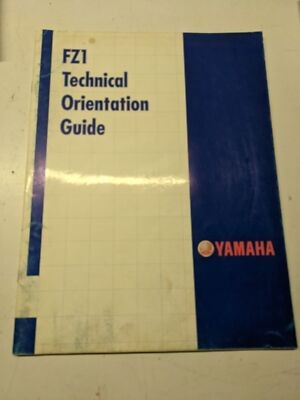 FZ1
Technical
Orientation
Guide
YAMAHA